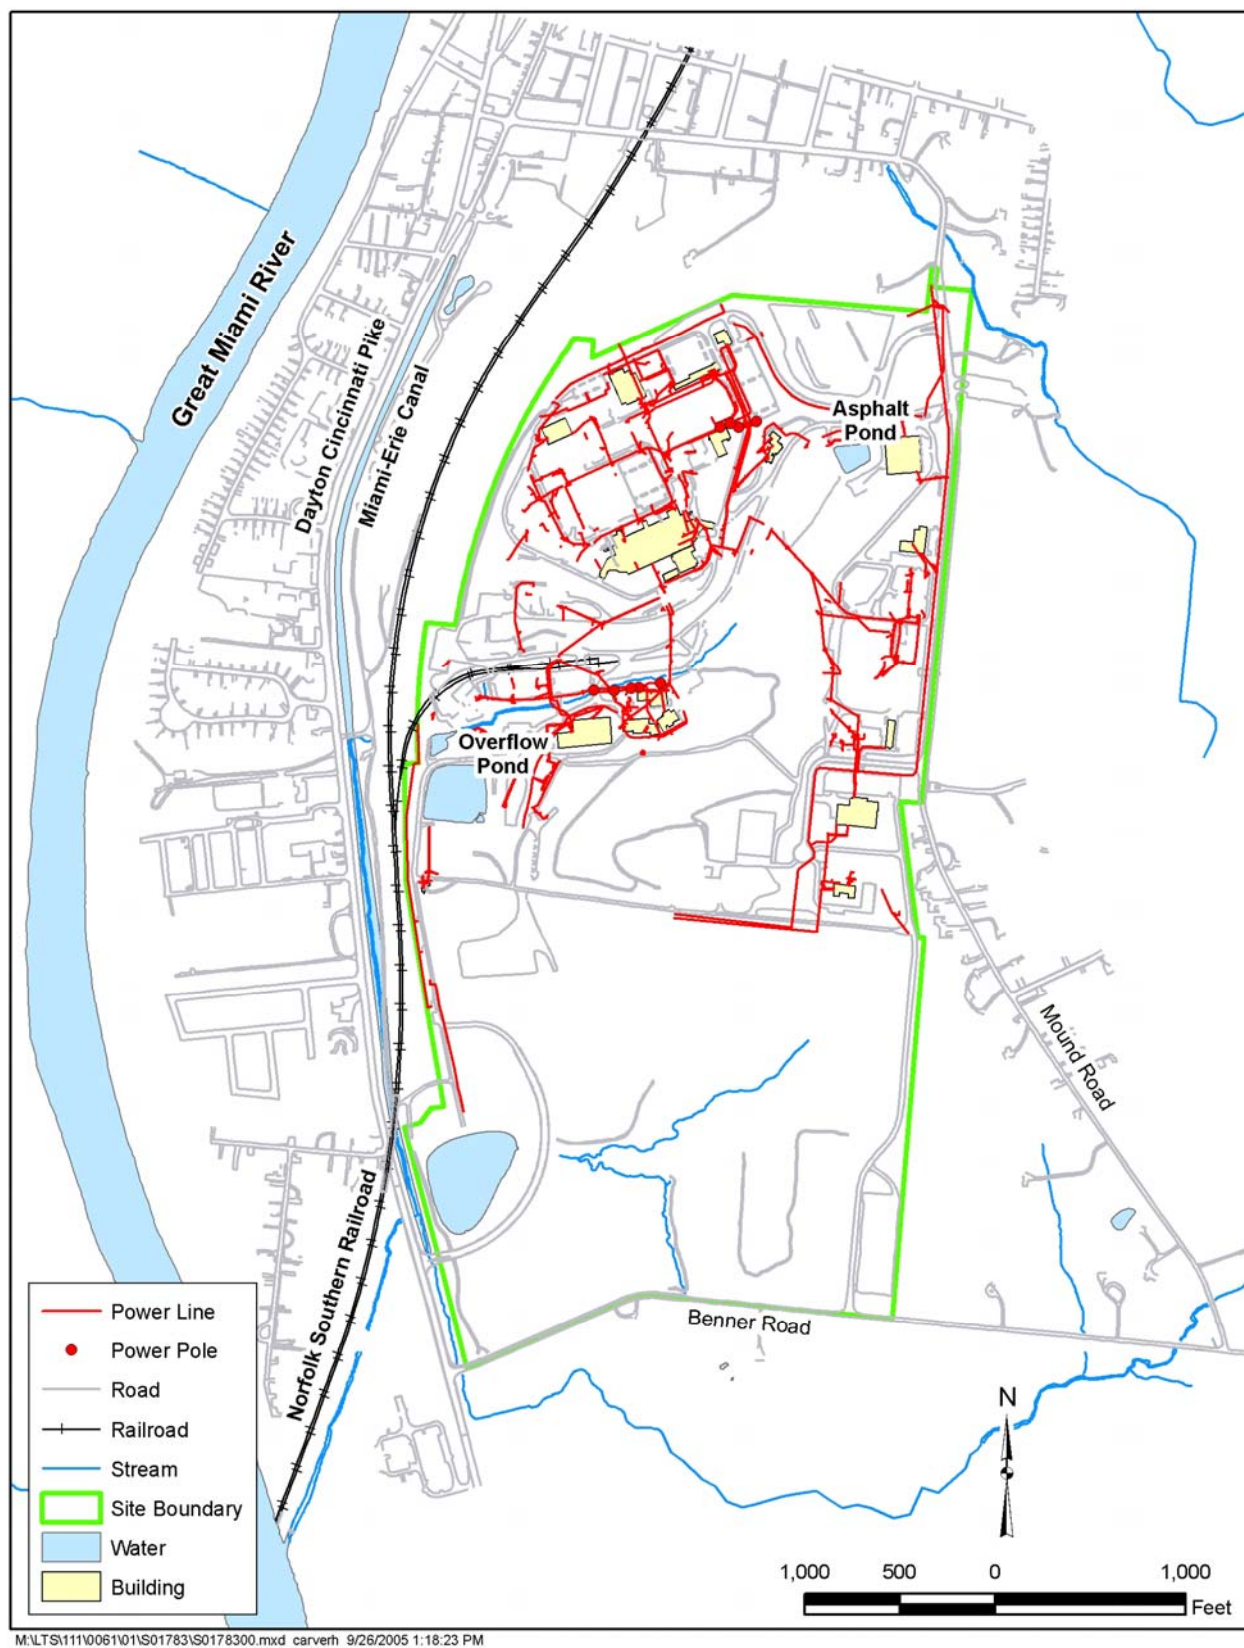 Great Miami River
Dayton Cincinnati Pike
Miami-Erie Canal
Asphalt
Pond
Overflow
Pond
Mound Road
Norfolk Southern Railroad
Benner Road
Power Line
Power Pole
Road
Railroad
Stream
Site Boundary
Water
Building
N
1,000 500 0 1,000
Feet
M:\LTS\111\0061\01\S01783\S0178300.mxd carverh 9/26/2005 1:18:23 PM